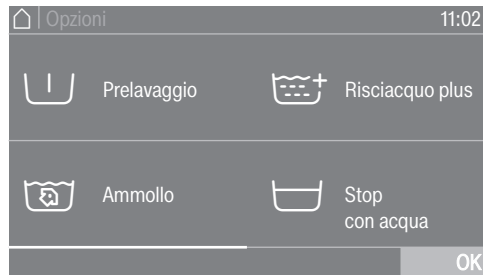 Opzioni 11:02
Prelavaggio
Risciacquo plus
Ammollo
Stop
con acqua
OK